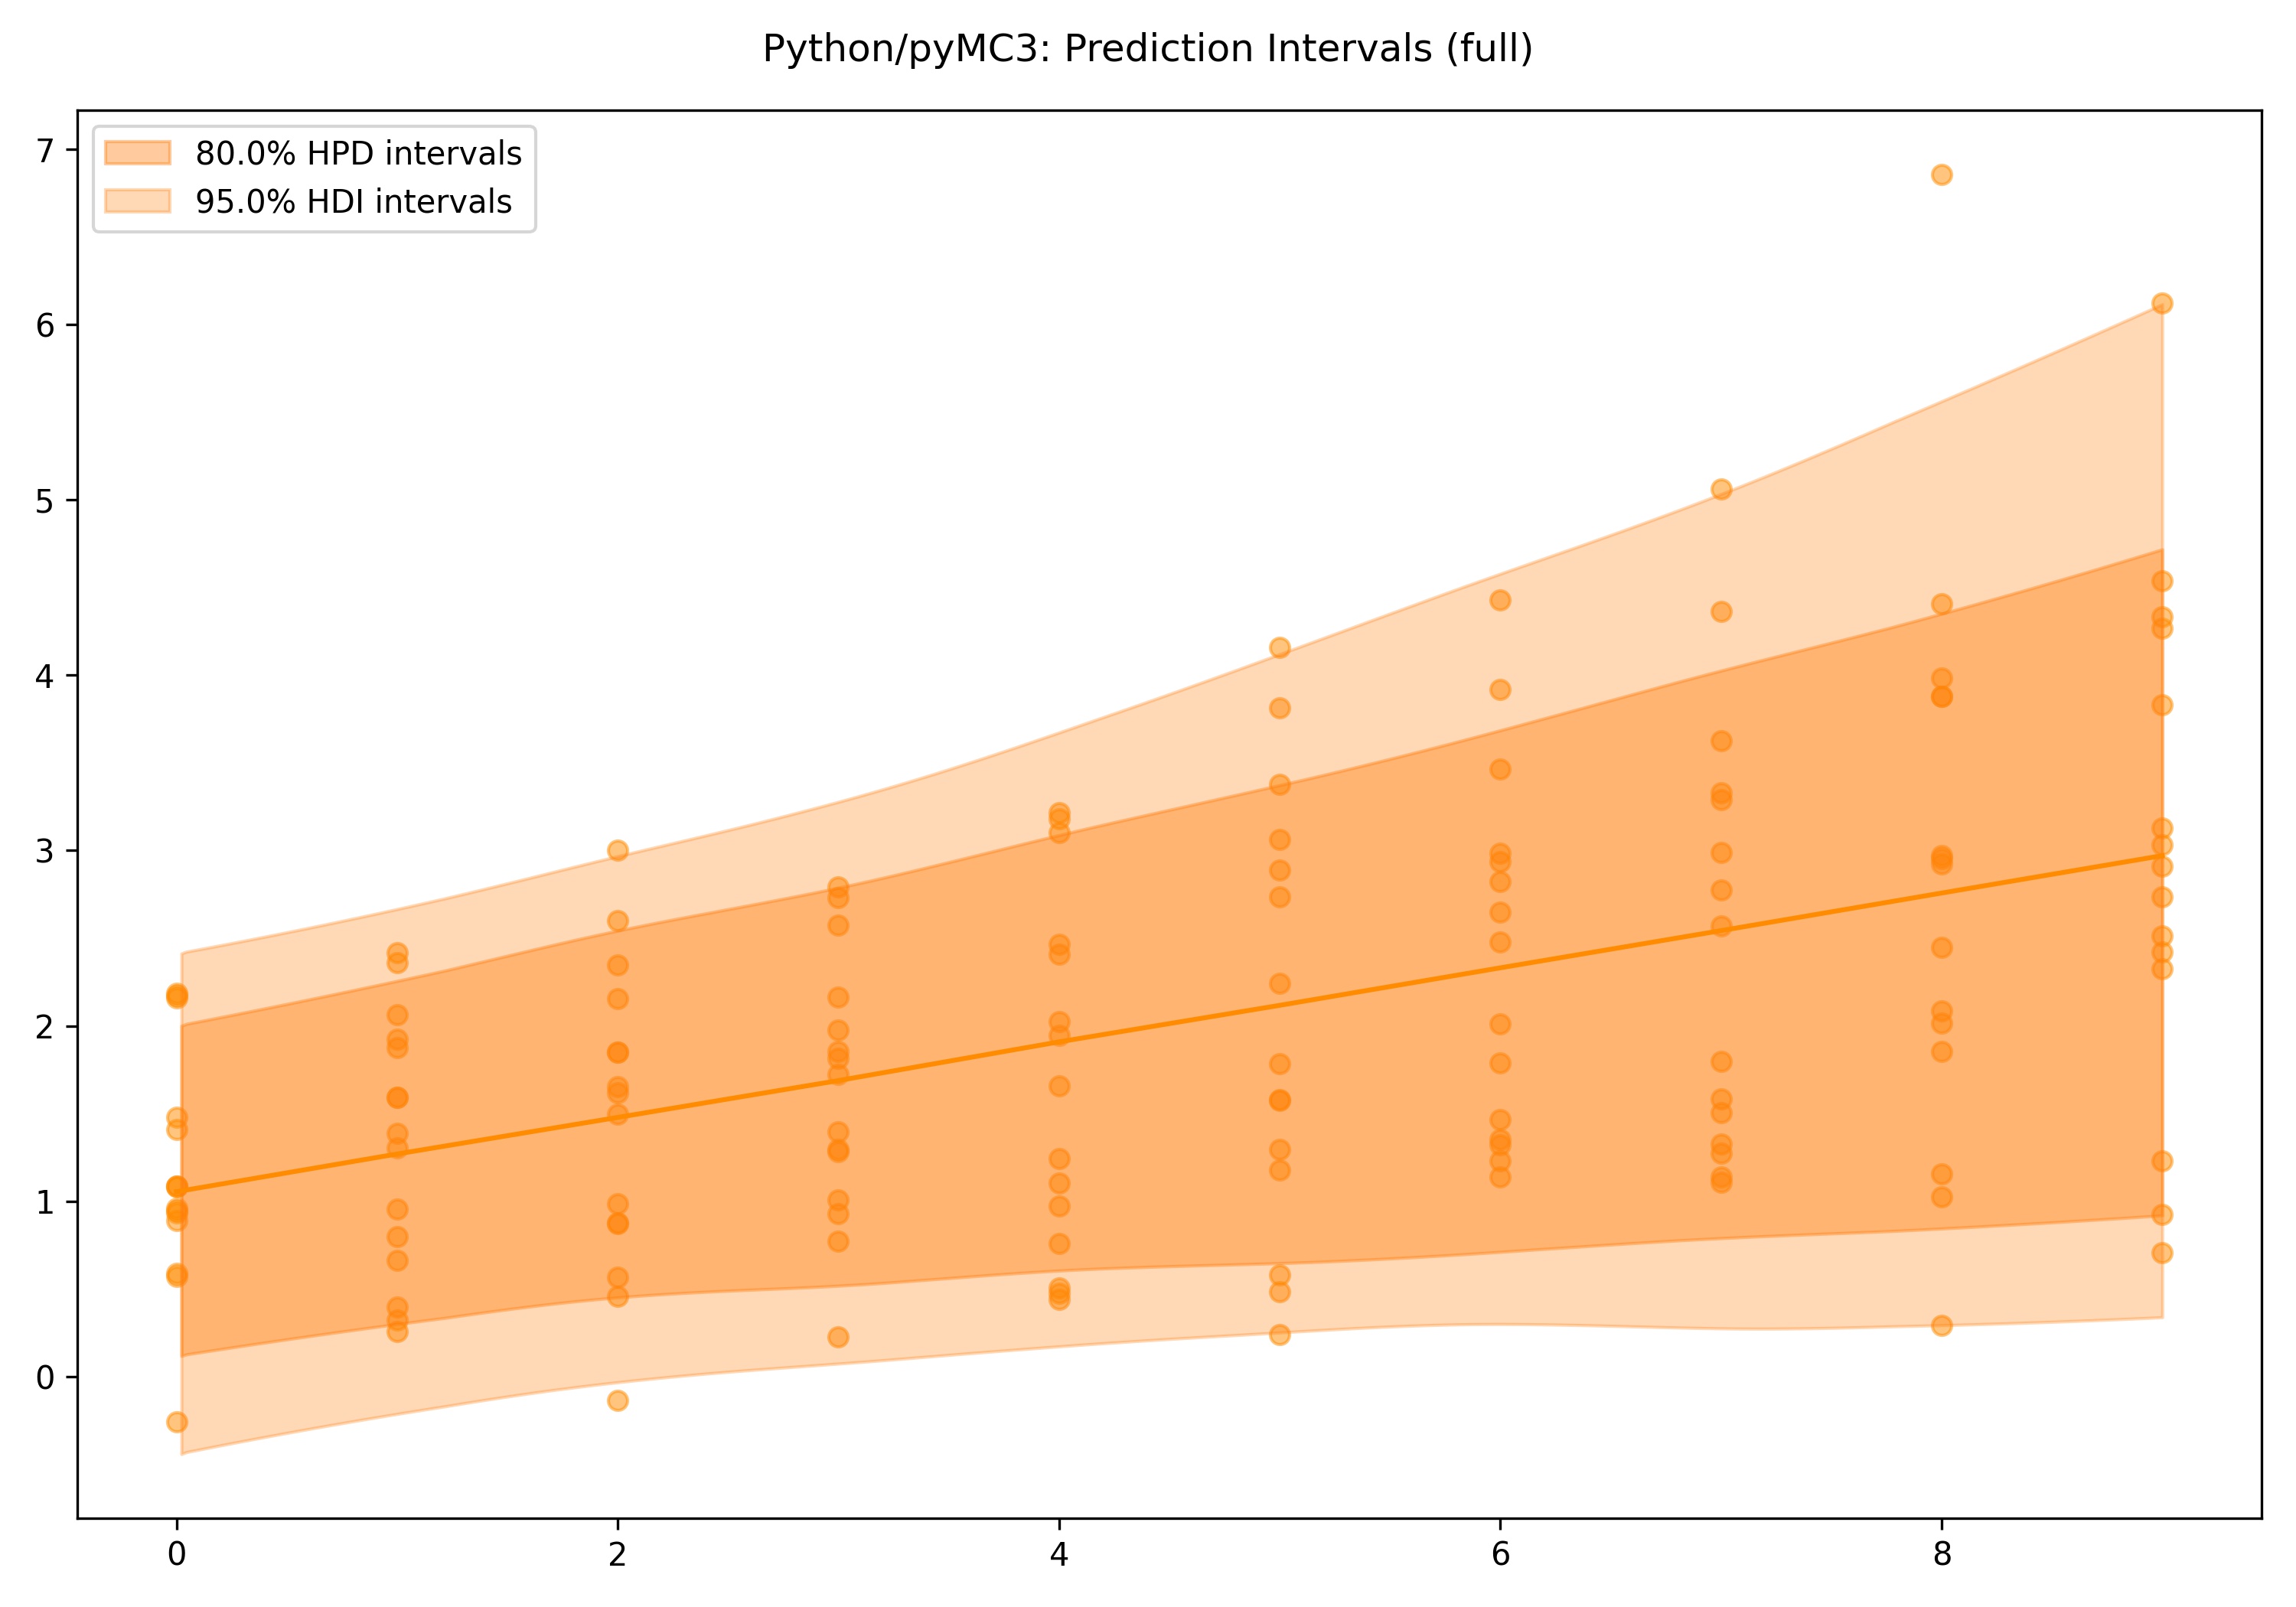 Python/pyMC3: Prediction Intervals (full)
80.0% HPD intervals
95.0% HDI intervals
7
6
5
4
3
2
1
0
0 2 4 6 8